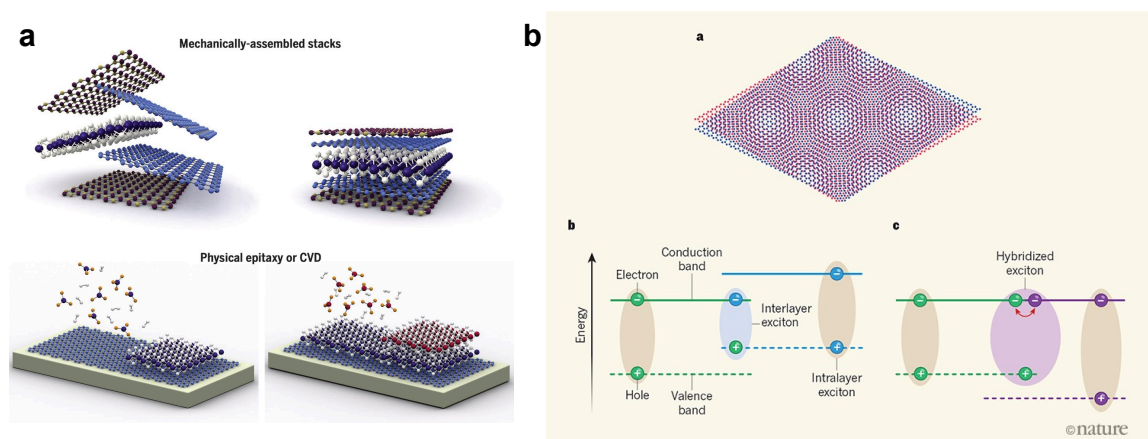 a
Mechanically-assembled stacks
Physical epitaxy or CVD
b
a
b
Energy
Electron
Conduction
band
Interlayer
exciton
Hole
Valence
band
Intralayer
exciton
c
Hybridized
exciton
©nature